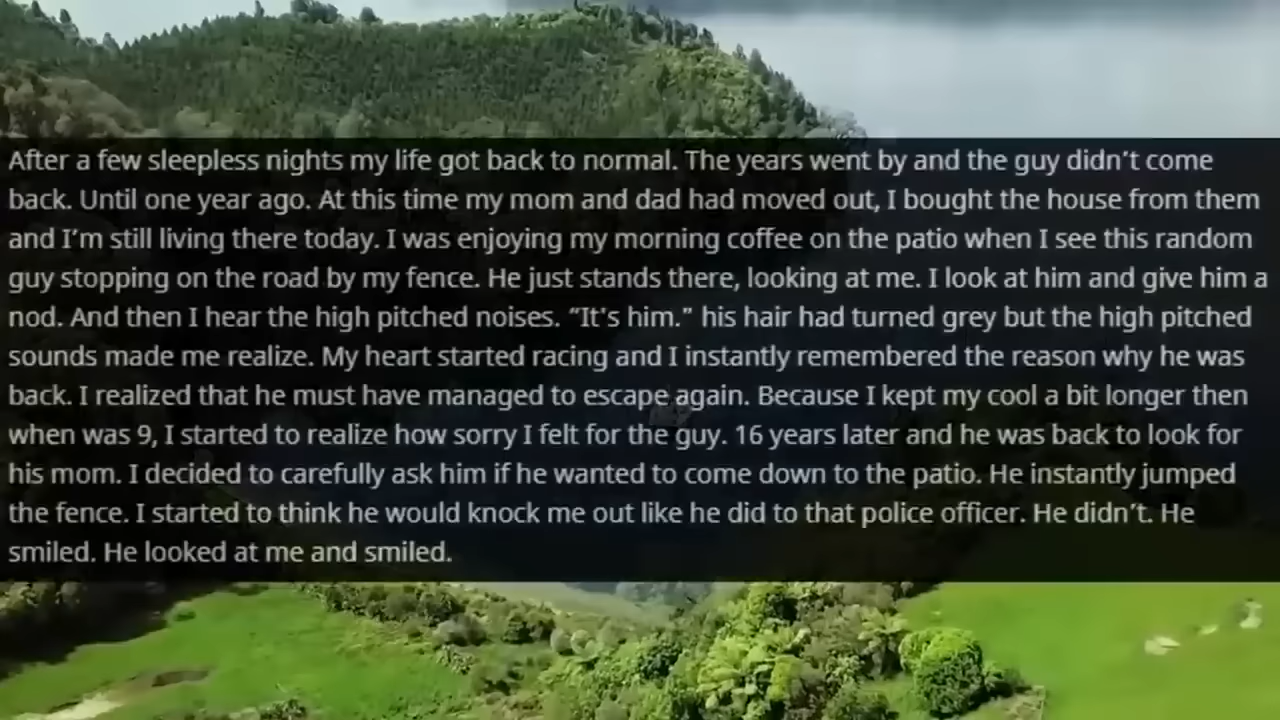 After a few sleepless nights my life got back to normal. The years went by and the guy didn’t come
back. Until one year ago. At this time my mom and dad had moved out, I bought the house from them
and I’m still living there today. I was enjoying my morning coffee on the patio when I see this random
guy stopping on the road by my fence. He just stands there, looking at me. I look at him and give him a
nod. And then I hear the high pitched noises. “It's him.” his hair had turned grey but the high pitched
sounds made me realize. My heart started racing and I instantly remembered the reason why he was
back. I realized that he must have managed to escape again. Because I kept my cool a bit longer then
when was 9, I started to realize how sorry I felt for the guy. 16 years later and he was back to look for
his mom. I decided to carefully ask him if he wanted to come down to the patio. He instantly jumped
the fence. I started to think he would knock me out like he did to that police officer. He didn’t. He
smiled. He looked at me and smiled.